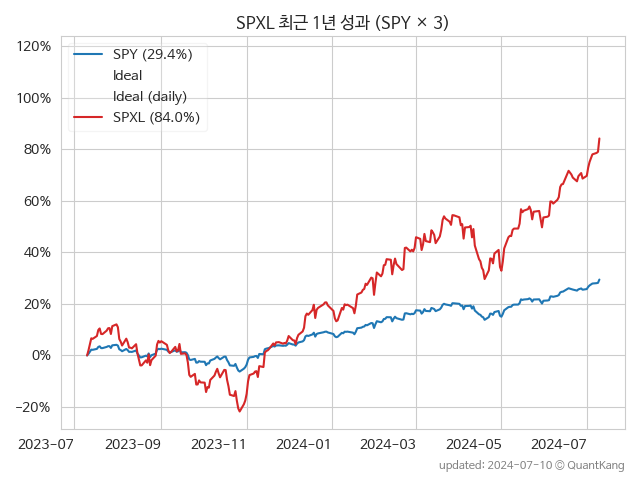 SPXL 최근 1년 성과 (SPY × 3)
120%
100%
80%
60%
40%
20%
0%
−20%
SPY (29.4%)
Ideal
Ideal (daily)
SPXL (84.0%)
2023-07
2023-09
2023-11
2024-01
2024-03
2024-05
2024-07
updated: 2024-07-10 © QuantKang